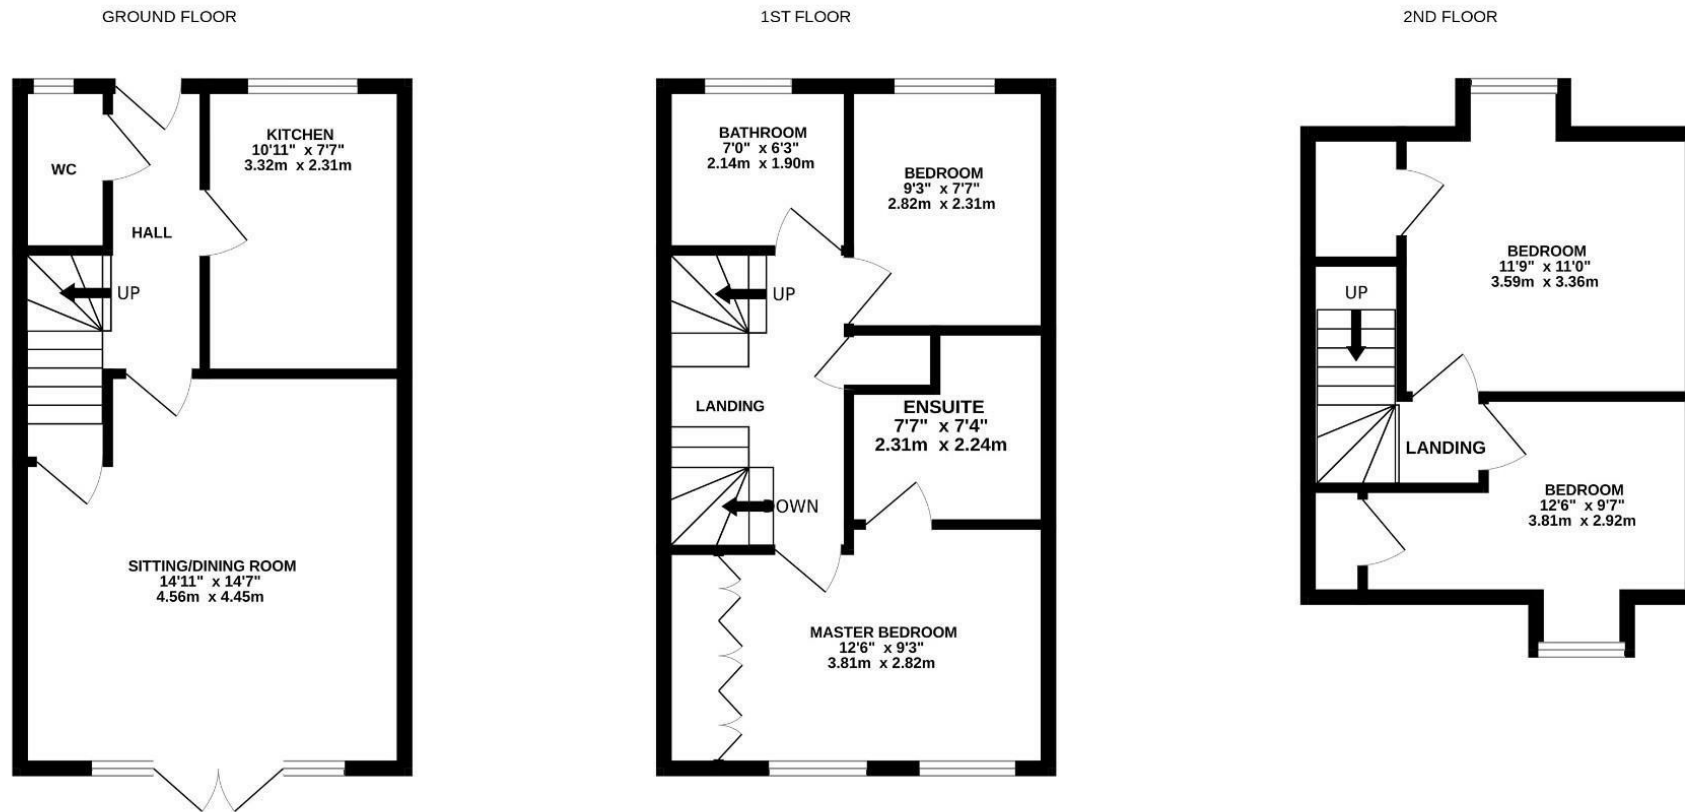 GROUND FLOOR
WC
KITCHEN
10'11" x 7'7"
3.32m x 2.31m
HALL
UP
SITTING/DINING ROOM
14'11" x 14'7"
4.56m x 4.45m
1ST FLOOR
BATHROOM
7'0" x 6'3"
2.14m x 1.90m
BEDROOM
9'3" x 7'7"
2.82m x 2.31m
UP
LANDING
ENSUITE
7'7" x 7'4"
2.31m x 2.24m
DOWN
MASTER BEDROOM
12'6" x 9'3"
3.81m x 2.82m
2ND FLOOR
BEDROOM
11'9" x 11'0"
3.59m x 3.36m
UP
LANDING
BEDROOM
12'6" x 9'7"
3.81m x 2.92m